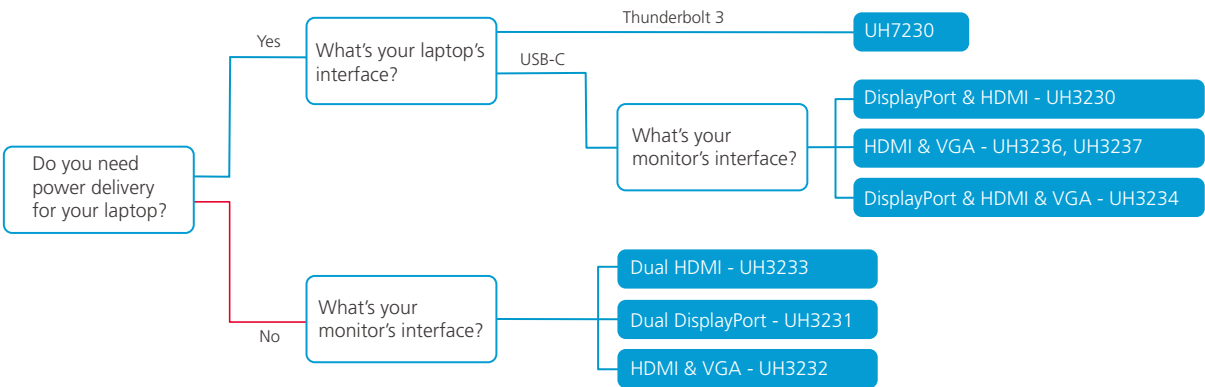 Do you need
power delivery
for your laptop?
Yes
What's your laptop's
interface?
Thunderbolt 3
UH7230
USB-C
What's your
monitor's interface?
DisplayPort & HDMI - UH3230
HDMI & VGA - UH3236, UH3237
DisplayPort & HDMI & VGA - UH3234
No
What's your
monitor's interface?
Dual HDMI - UH3233
Dual DisplayPort - UH3231
HDMI & VGA - UH3232